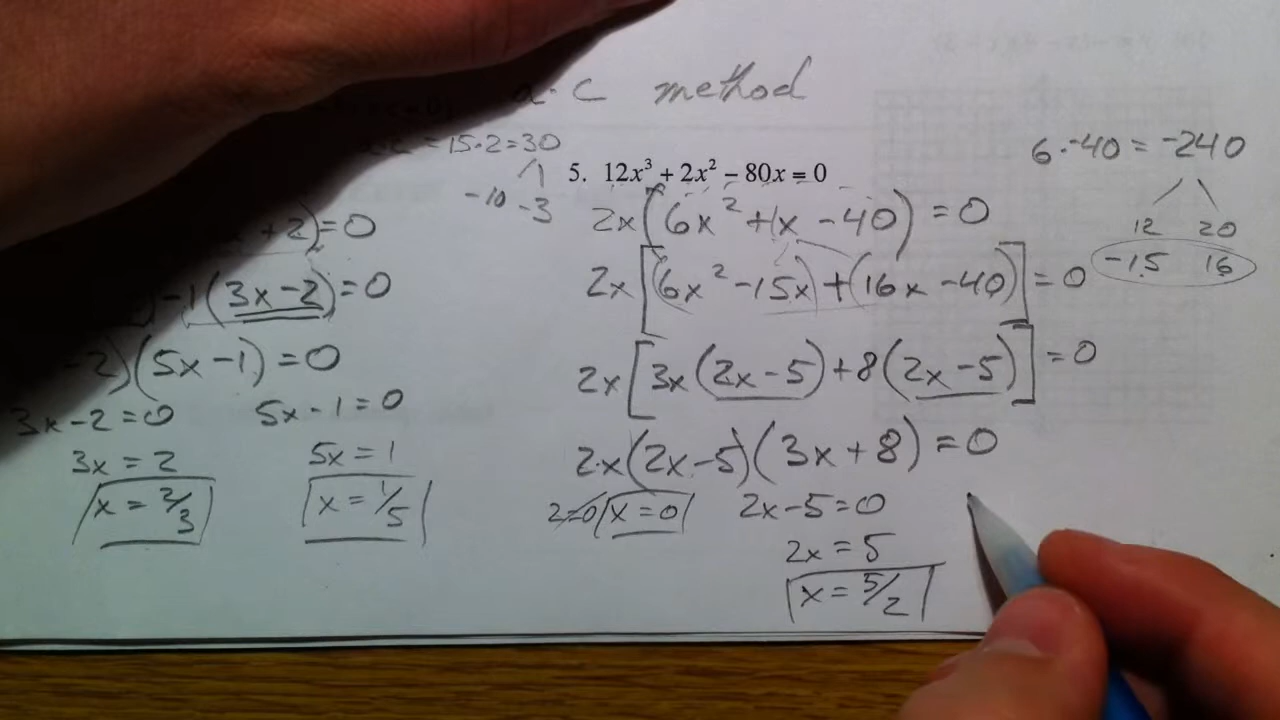 a·c method
= 15·2 = 30
-10 -3
+2) = 0
-1(3x-2) = 0
-2)(5x-1) = 0
3x-2=0 5x-1=0
3x=2 5x=1
x=2/3 x=1/5
5. 12x³ + 2x² − 80x = 0
2x(6x²+1x-40) = 0
2x[(6x²-15x)+(16x-40)] = 0
2x[3x(2x-5)+8(2x-5)] = 0
2x(2x-5)(3x+8) = 0
2=0 x=0 2x-5=0
2x=5
x=5/2
6·-40 = -240
12 20
-15 16